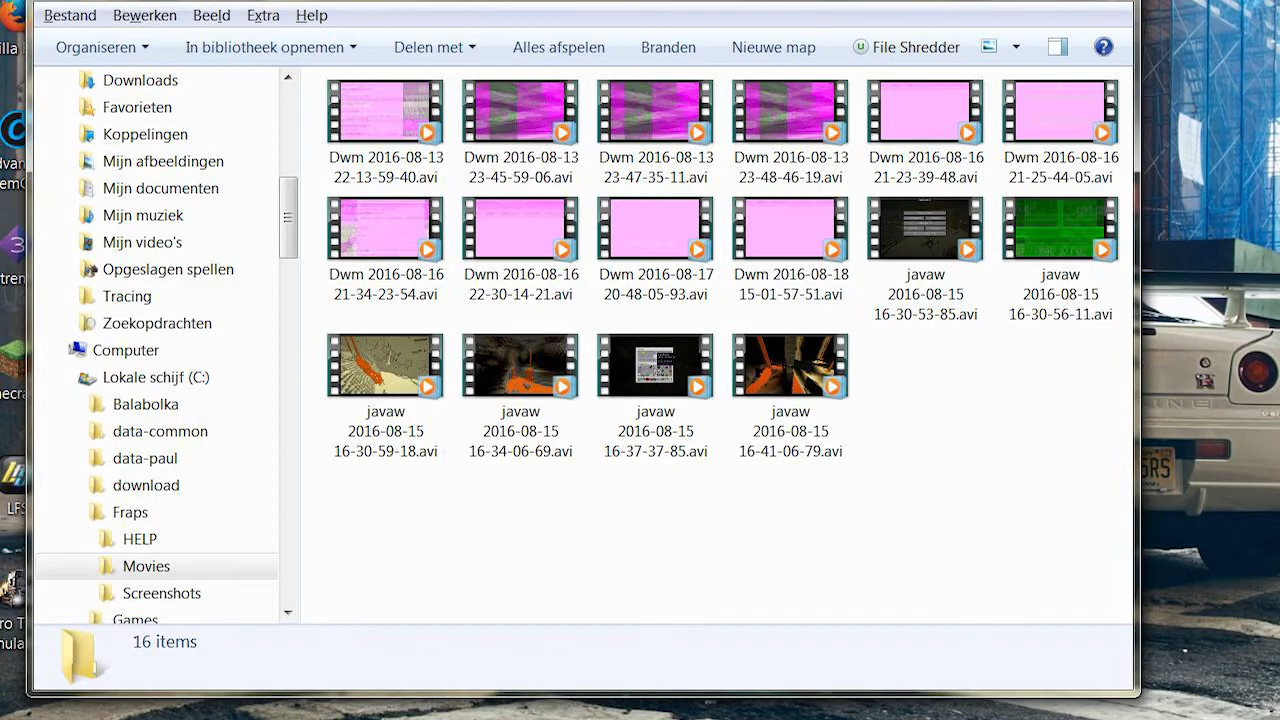 Bestand Bewerken Beeld Extra Help
Organiseren In bibliotheek opnemen Delen met Alles afspelen Branden Nieuwe map File Shredder
Downloads
Favorieten
Koppelingen
Mijn afbeeldingen
Mijn documenten
Mijn muziek
Mijn video's
Opgeslagen spellen
Tracing
Zoekopdrachten
Computer
Lokale schijf (C:)
Balabolka
data-common
data-paul
download
Fraps
HELP
Movies
Screenshots
Games
Dwm 2016-08-13
22-13-59-40.avi
Dwm 2016-08-13
23-45-59-06.avi
Dwm 2016-08-13
23-47-35-11.avi
Dwm 2016-08-13
23-48-46-19.avi
Dwm 2016-08-16
21-23-39-48.avi
Dwm 2016-08-16
21-25-44-05.avi
Dwm 2016-08-16
21-34-23-54.avi
Dwm 2016-08-16
22-30-14-21.avi
Dwm 2016-08-17
20-48-05-93.avi
Dwm 2016-08-18
15-01-57-51.avi
javaw
2016-08-15
16-30-53-85.avi
javaw
2016-08-15
16-30-56-11.avi
javaw
2016-08-15
16-30-59-18.avi
javaw
2016-08-15
16-34-06-69.avi
javaw
2016-08-15
16-37-37-85.avi
javaw
2016-08-15
16-41-06-79.avi
16 items